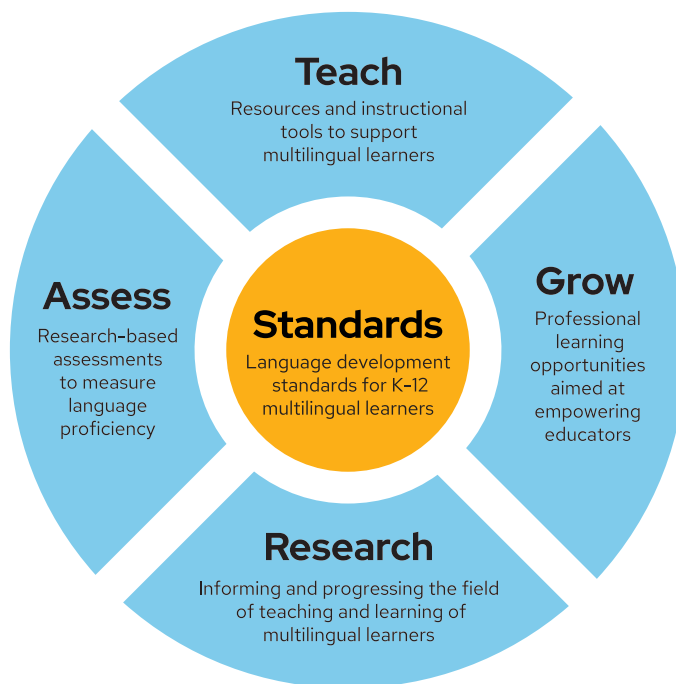 Teach
Resources and instructional
tools to support
multilingual learners
Assess
Research-based
assessments
to measure
language
proficiency
Standards
Language development
standards for K-12
multilingual learners
Grow
Professional
learning
opportunities
aimed at
empowering
educators
Research
Informing and progressing the field
of teaching and learning of
multilingual learners